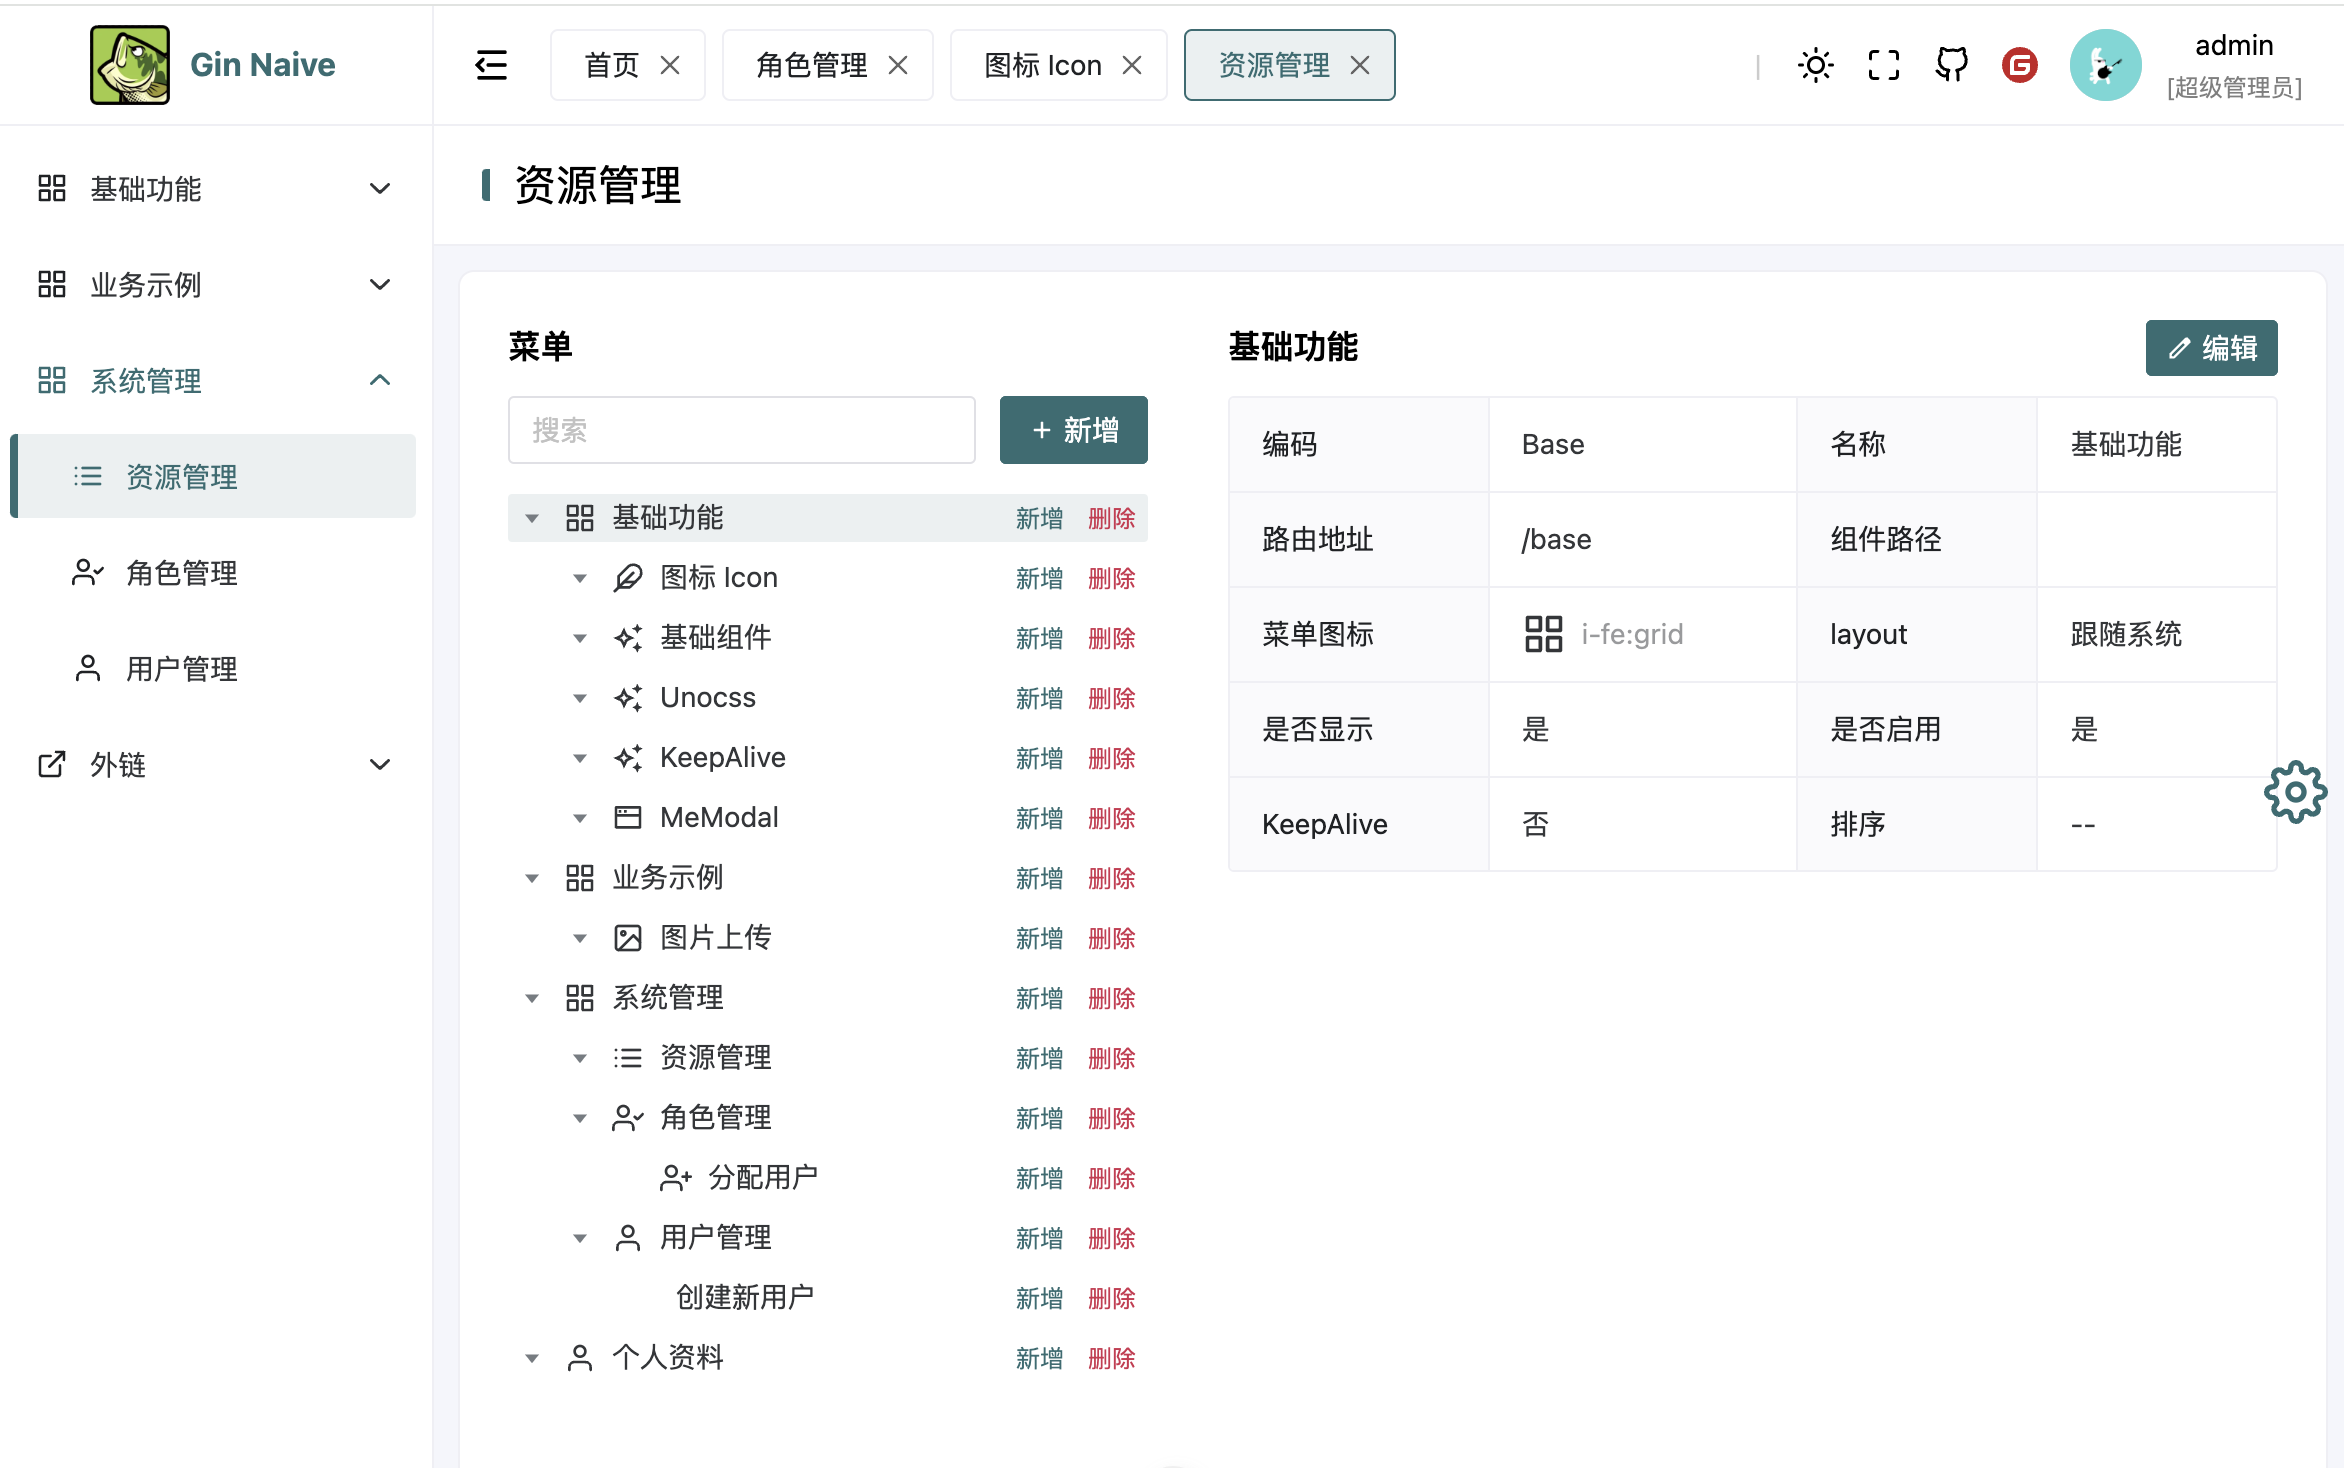 Gin Naive
首页
角色管理
图标 Icon
资源管理
admin
[超级管理员]
基础功能
业务示例
系统管理
资源管理
角色管理
用户管理
外链
资源管理
菜单
搜索
+ 新增
基础功能 新增 删除
图标 Icon 新增 删除
基础组件 新增 删除
Unocss 新增 删除
KeepAlive 新增 删除
MeModal 新增 删除
业务示例 新增 删除
图片上传 新增 删除
系统管理 新增 删除
资源管理 新增 删除
角色管理 新增 删除
分配用户 新增 删除
用户管理 新增 删除
创建新用户 新增 删除
个人资料 新增 删除
基础功能
编辑
编码 Base 名称 基础功能
路由地址 /base 组件路径
菜单图标 i-fe:grid layout 跟随系统
是否显示 是 是否启用 是
KeepAlive 否 排序 --